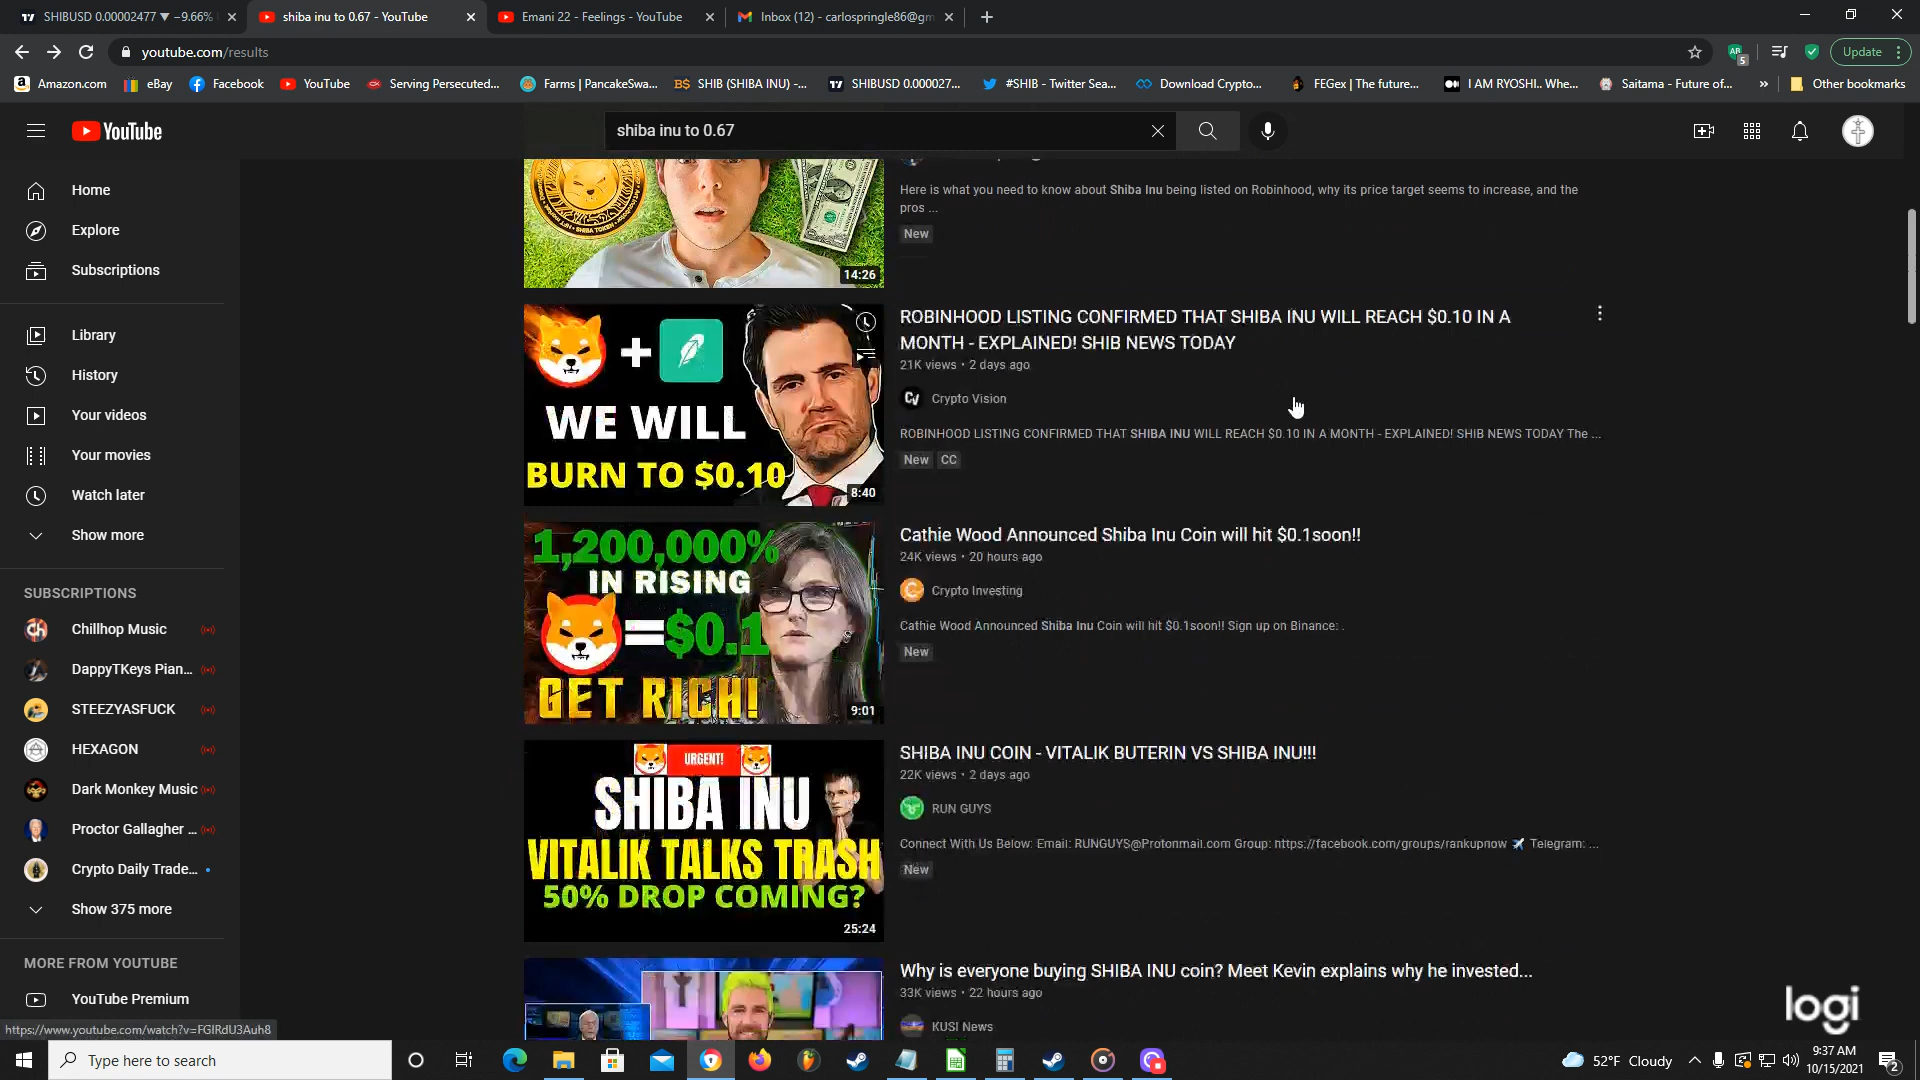 SHIBUSD 0.00002477 ▼ −9.66%
shiba inu to 0.67 - YouTube
Emani 22 - Feelings - YouTube
Inbox (12) - carlospringle86@gm
youtube.com/results
AB
5
Update
Amazon.com
eBay
Facebook
YouTube
Serving Persecuted...
Farms | PancakeSwa...
B$ SHIB (SHIBA INU) -...
SHIBUSD 0.000027...
#SHIB - Twitter Sea...
Download Crypto...
FEGex | The future...
I AM RYOSHI.. Whe...
Saitama - Future of...
»
Other bookmarks
YouTube
shiba inu to 0.67
Home
Explore
Subscriptions
Library
History
Your videos
Your movies
Watch later
Show more
SUBSCRIPTIONS
Chillhop Music
DappyTKeys Pian...
STEEZYASFUCK
HEXAGON
Dark Monkey Music
Proctor Gallagher ...
Crypto Daily Trade...
Show 375 more
MORE FROM YOUTUBE
YouTube Premium
https://www.youtube.com/watch?v=FGIRdU3Auh8
14:26
Here is what you need to know about Shiba Inu being listed on Robinhood, why its price target seems to increase, and the
pros ...
New
+
WE WILL
BURN TO $0.10
8:40
ROBINHOOD LISTING CONFIRMED THAT SHIBA INU WILL REACH $0.10 IN A
MONTH - EXPLAINED! SHIB NEWS TODAY
21K views • 2 days ago
CV Crypto Vision
ROBINHOOD LISTING CONFIRMED THAT SHIBA INU WILL REACH $0.10 IN A MONTH - EXPLAINED! SHIB NEWS TODAY The ...
New CC
1,200,000%
IN RISING
=$0.1
GET RICH!
9:01
Cathie Wood Announced Shiba Inu Coin will hit $0.1soon!!
24K views • 20 hours ago
Crypto Investing
Cathie Wood Announced Shiba Inu Coin will hit $0.1soon!! Sign up on Binance: .
New
URGENT!
SHIBA INU
VITALIK TALKS TRASH
50% DROP COMING?
25:24
SHIBA INU COIN - VITALIK BUTERIN VS SHIBA INU!!!
22K views • 2 days ago
RUN GUYS
Connect With Us Below: Email: RUNGUYS@Protonmail.com Group: https://facebook.com/groups/rankupnow ✈ Telegram: ...
New
Why is everyone buying SHIBA INU coin? Meet Kevin explains why he invested...
33K views • 22 hours ago
KUSI News
logi
Type here to search
52°F Cloudy
9:37 AM
10/15/2021
2